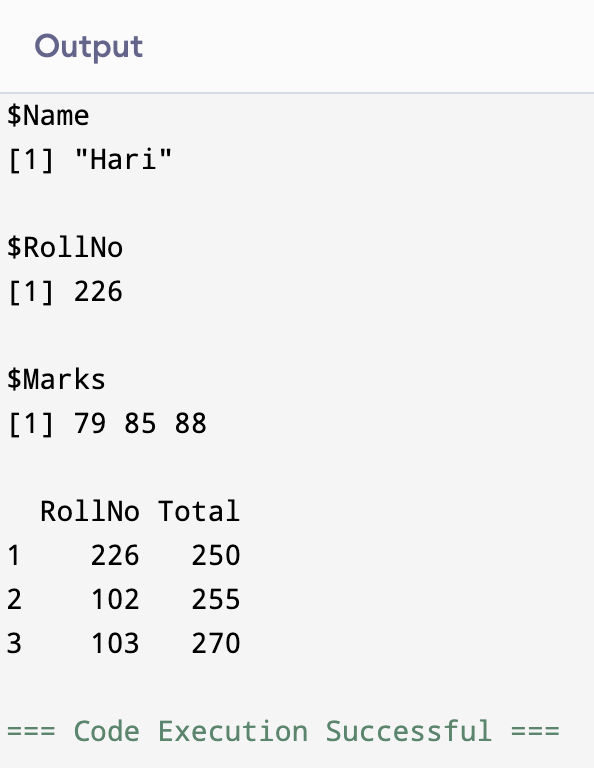 Output
$Name
[1] "Hari"
$RollNo
[1] 226
$Marks
[1] 79 85 88
  RollNo Total
1    226   250
2    102   255
3    103   270
=== Code Execution Successful ===